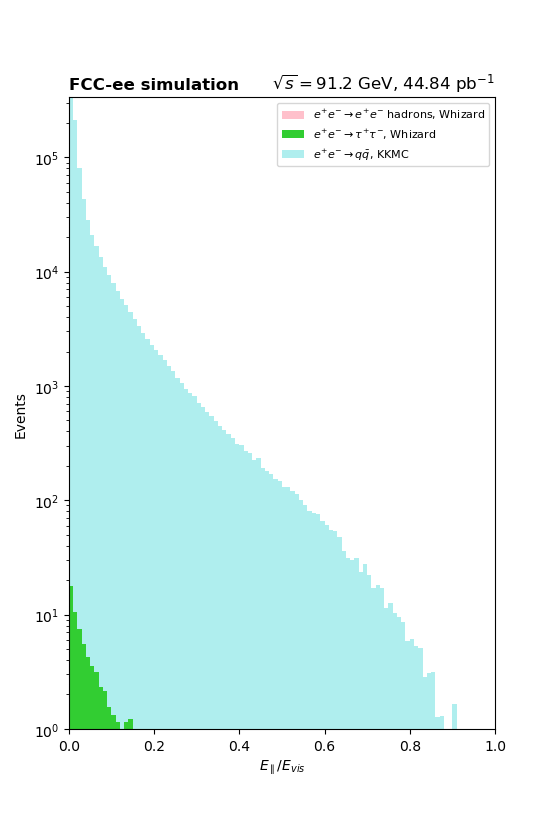 FCC-ee simulation √s = 91.2 GeV, 44.84 pb⁻¹
e⁺e⁻→e⁺e⁻ hadrons, Whizard
e⁺e⁻→τ⁺τ⁻, Whizard
e⁺e⁻→qq̄, KKMC
10⁵
10⁴
10³
10²
10¹
10⁰
Events
0.0 0.2 0.4 0.6 0.8 1.0
E∥/Evis